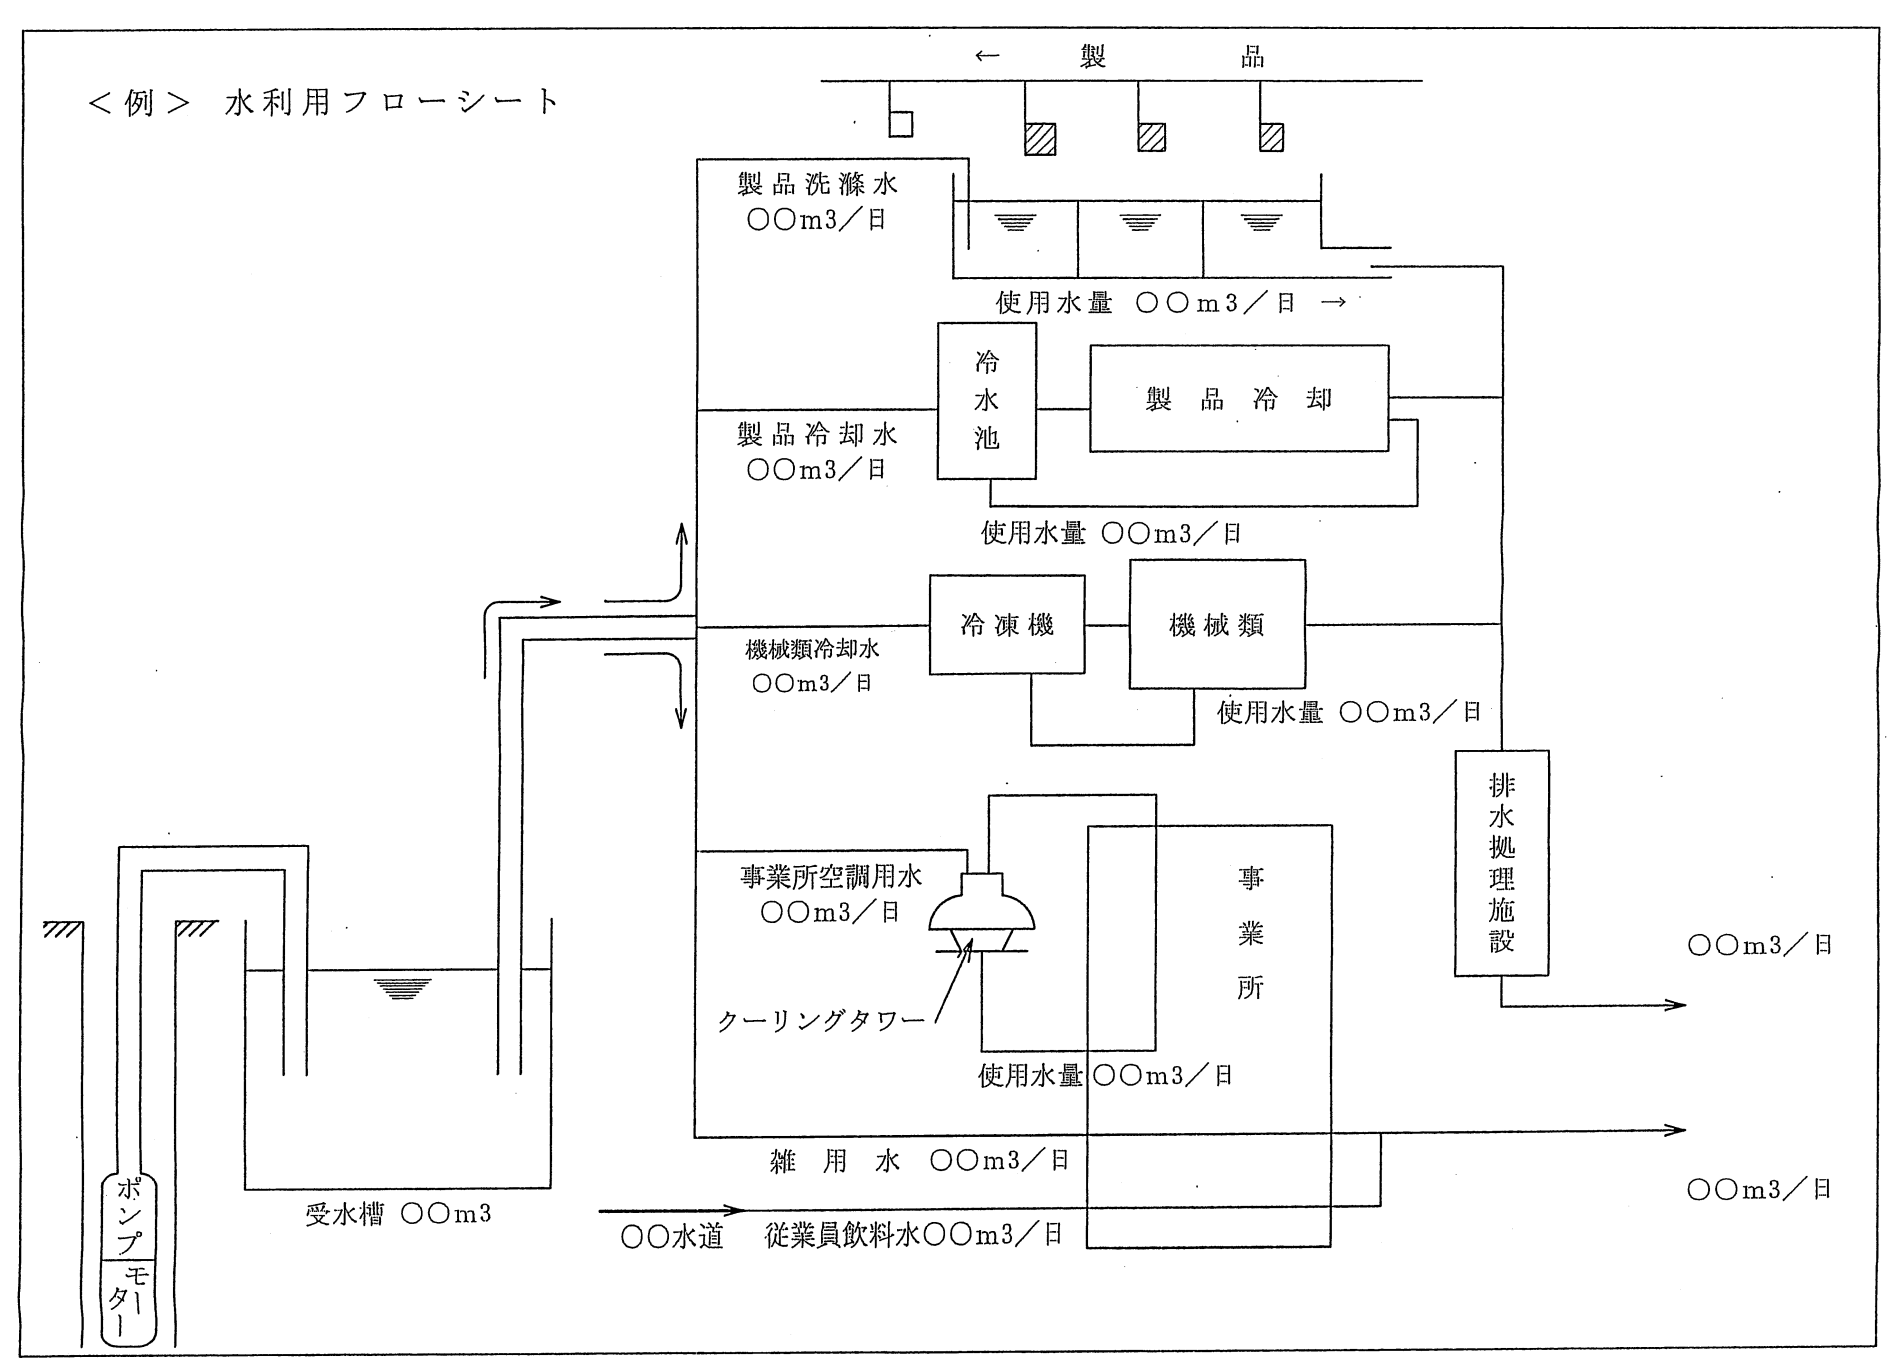 ← 製 品
＜例＞ 水利用フローシート
製品洗滌水
〇〇m3／日
使用水量 〇〇m3／日 →
冷水池
製品冷却
製品冷却水
〇〇m3／日
使用水量 〇〇m3／日
冷凍機
機械類
機械類冷却水
〇〇m3／日
使用水量 〇〇m3／日
排水処理施設
事業所空調用水
〇〇m3／日
事業所
〇〇m3／日
クーリングタワー
使用水量 〇〇m3／日
雑用水 〇〇m3／日
〇〇m3／日
受水槽 〇〇m3
〇〇水道 従業員飲料水〇〇m3／日
ポンプ
モーター